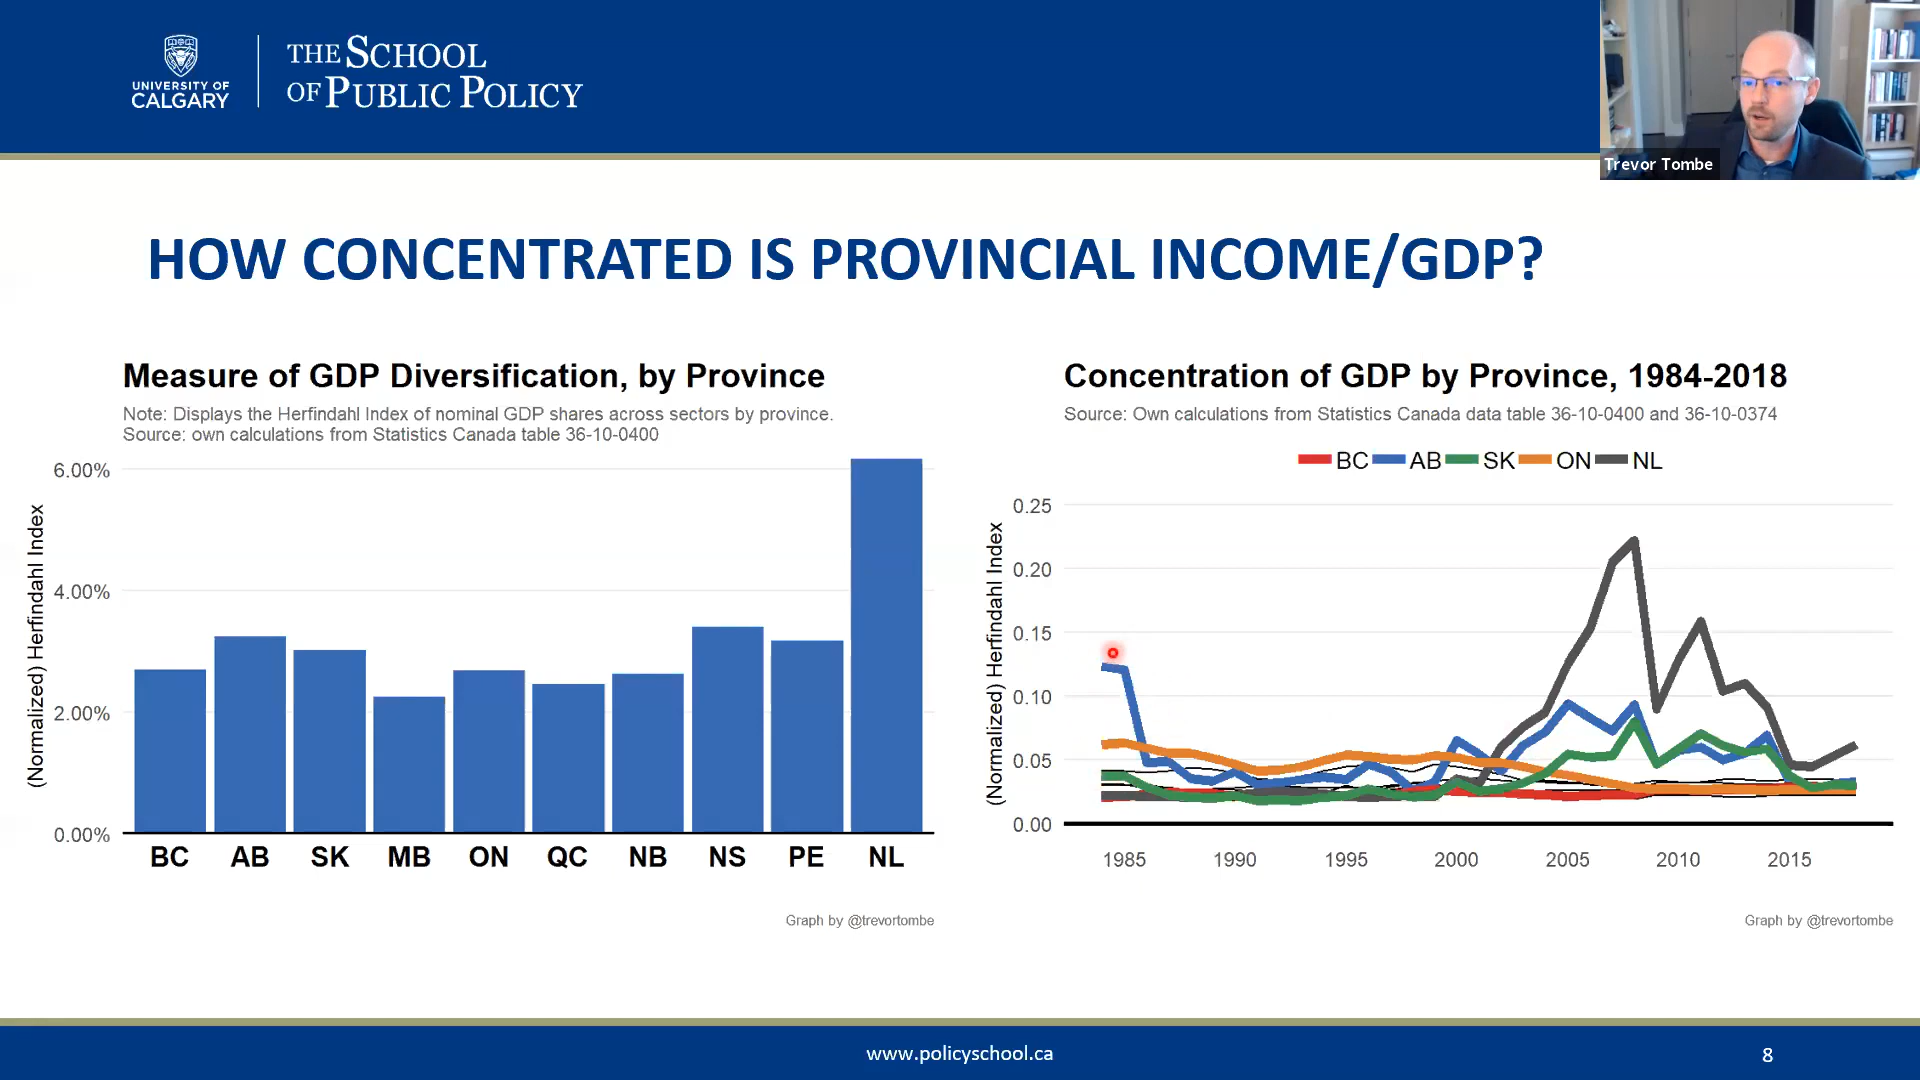 UNIVERSITY OF
CALGARY
THE SCHOOL
OF PUBLIC POLICY
Trevor Tombe
HOW CONCENTRATED IS PROVINCIAL INCOME/GDP?
Measure of GDP Diversification, by Province
Note: Displays the Herfindahl Index of nominal GDP shares across sectors by province.
Source: own calculations from Statistics Canada table 36-10-0400
(Normalized) Herfindahl Index
6.00%
4.00%
2.00%
0.00%
BC AB SK MB ON QC NB NS PE NL
Graph by @trevortombe
Concentration of GDP by Province, 1984-2018
Source: Own calculations from Statistics Canada data table 36-10-0400 and 36-10-0374
BC AB SK ON NL
(Normalized) Herfindahl Index
0.25
0.20
0.15
0.10
0.05
0.00
1985 1990 1995 2000 2005 2010 2015
Graph by @trevortombe
www.policyschool.ca
8